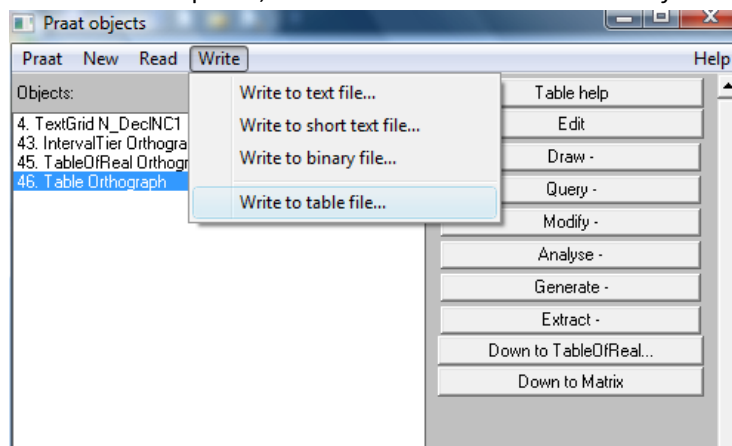 Praat objects
Praat New Read Write Help
Objects:
4. TextGrid N_DeclNC1
43. IntervalTier Orthogra
45. TableOfReal Orthogr
46. Table Orthograph
Write to text file...
Write to short text file...
Write to binary file...
Write to table file...
Table help
Edit
Draw -
Query -
Modify -
Analyse -
Generate -
Extract -
Down to TableOfReal...
Down to Matrix